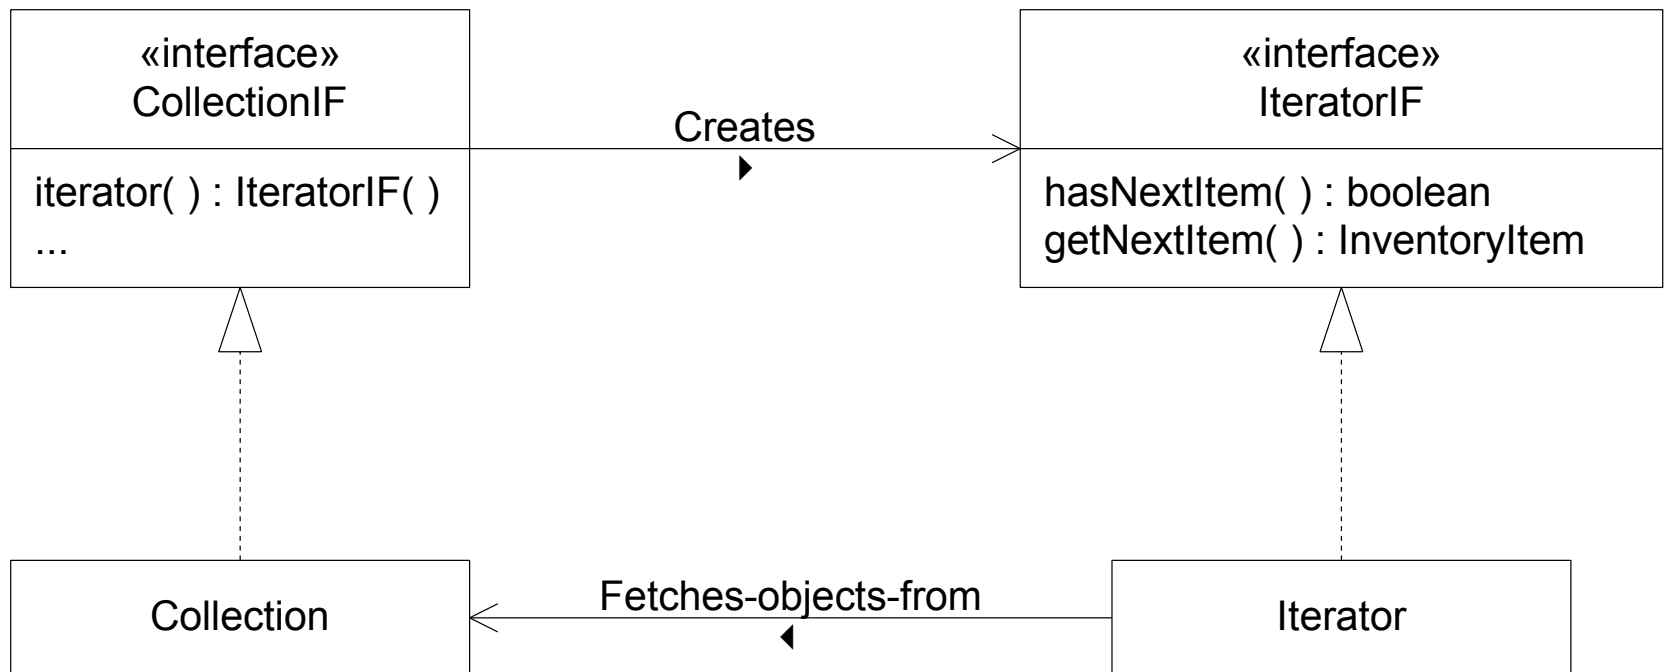 «interface»
CollectionIF
iterator( ) : IteratorIF( )
...
Creates
«interface»
IteratorIF
hasNextItem( ) : boolean
getNextItem( ) : InventoryItem
Collection
Fetches-objects-from
Iterator